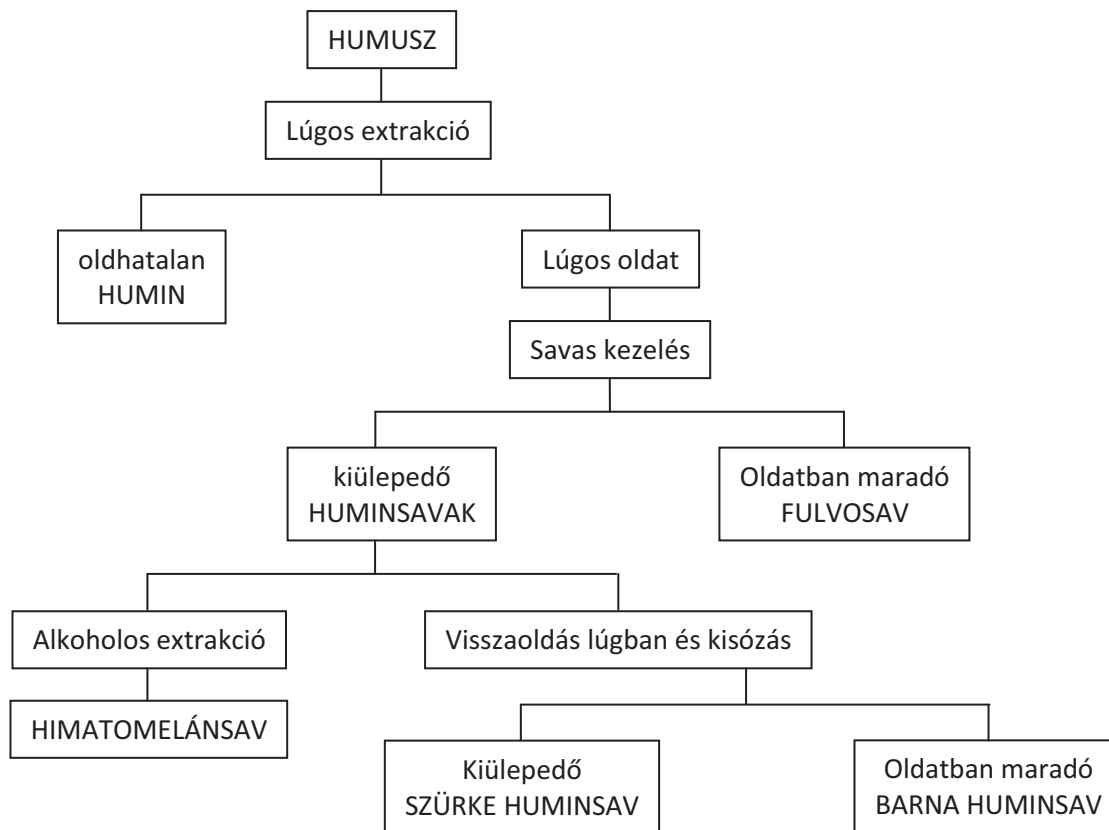 HUMUSZ
Lúgos extrakció
oldhatalan
HUMIN
Lúgos oldat
Savas kezelés
kiülepedő
HUMINSAVAK
Oldatban maradó
FULVOSAV
Alkoholos extrakció
Visszaoldás lúgban és kisózás
HIMATOMELÁNSAV
Kiülepedő
SZÜRKE HUMINSAV
Oldatban maradó
BARNA HUMINSAV